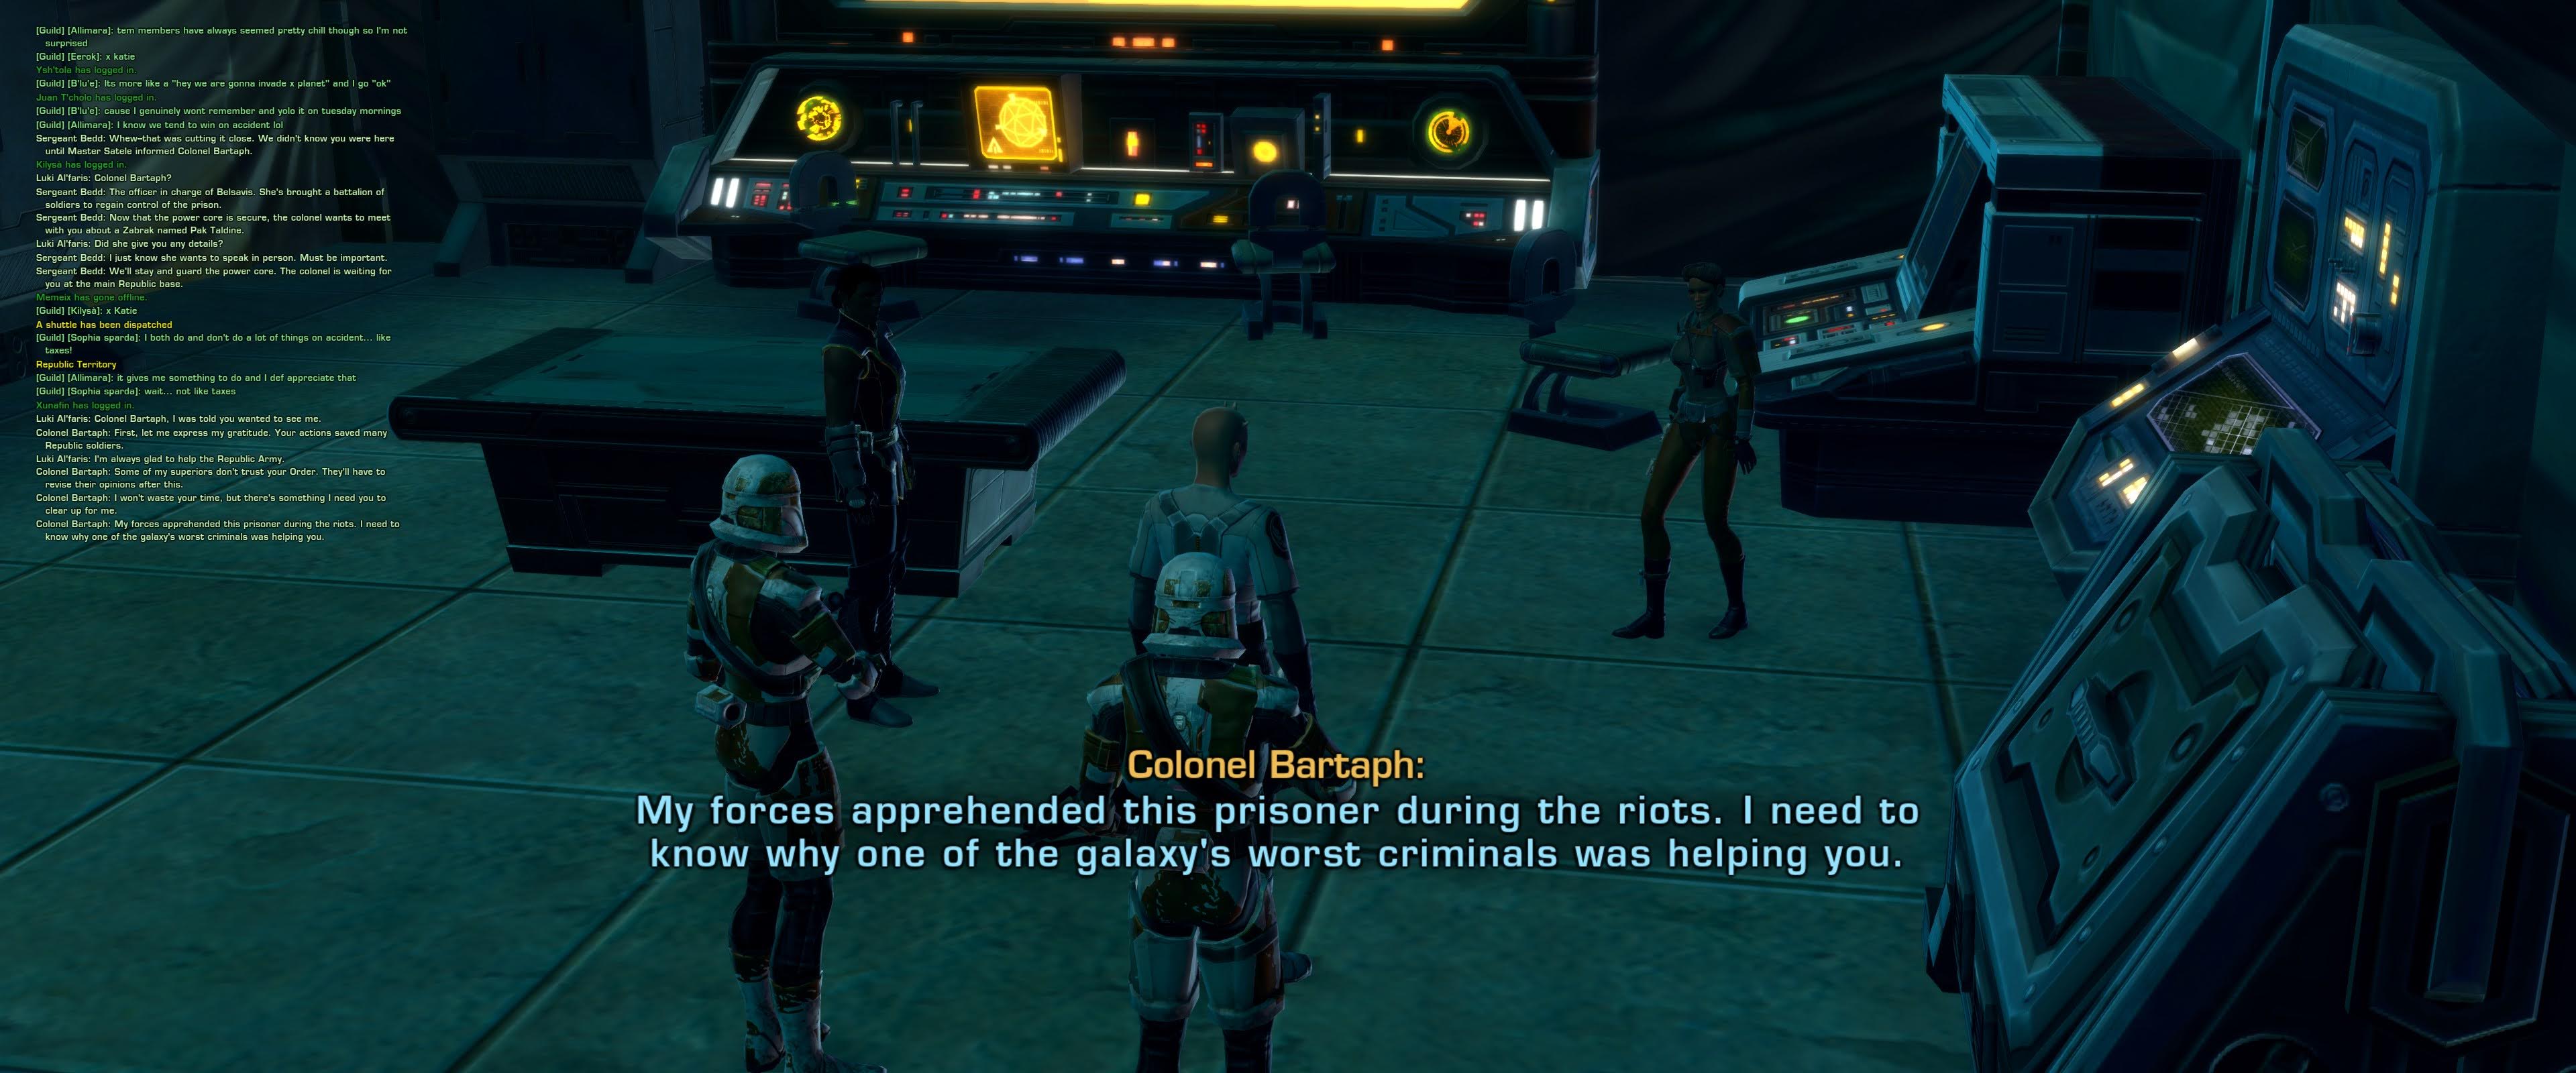 [Guild] [Allimara]: tem members have always seemed pretty chill though so I'm not
surprised
[Guild] [Eerok]: x katie
Ysh'tola has logged in.
[Guild] [B'lu'e]: Its more like a "hey we are gonna invade x planet" and I go "ok"
Juan T'cholo has logged in.
[Guild] [B'lu'e]: cause I genuinely wont remember and yolo it on tuesday mornings
[Guild] [Allimara]: I know we tend to win on accident lol
Sergeant Bedd: Whew—that was cutting it close. We didn't know you were here
until Master Satele informed Colonel Bartaph.
Kilysà has logged in.
Luki Al'faris: Colonel Bartaph?
Sergeant Bedd: The officer in charge of Belsavis. She's brought a battalion of
soldiers to regain control of the prison.
Sergeant Bedd: Now that the power core is secure, the colonel wants to meet
with you about a Zabrak named Pak Taldine.
Luki Al'faris: Did she give you any details?
Sergeant Bedd: I just know she wants to speak in person. Must be important.
Sergeant Bedd: We'll stay and guard the power core. The colonel is waiting for
you at the main Republic base.
Memeix has gone offline.
[Guild] [Kilysà]: x Katie
A shuttle has been dispatched
[Guild] [Sophia sparda]: I both do and don't do a lot of things on accident... like
taxes!
Republic Territory
[Guild] [Allimara]: it gives me something to do and I def appreciate that
[Guild] [Sophia sparda]: wait... not like taxes
Xunafin has logged in.
Luki Al'faris: Colonel Bartaph, I was told you wanted to see me.
Colonel Bartaph: First, let me express my gratitude. Your actions saved many
Republic soldiers.
Luki Al'faris: I'm always glad to help the Republic Army.
Colonel Bartaph: Some of my superiors don't trust your Order. They'll have to
revise their opinions after this.
Colonel Bartaph: I won't waste your time, but there's something I need you to
clear up for me.
Colonel Bartaph: My forces apprehended this prisoner during the riots. I need to
know why one of the galaxy's worst criminals was helping you.
Colonel Bartaph:
My forces apprehended this prisoner during the riots. I need to
know why one of the galaxy's worst criminals was helping you.